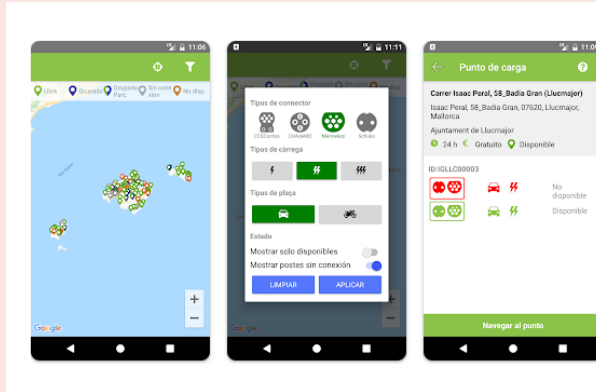 11:06
Libre
Ocupado
Ocupado Parc.
Sin conexión
No disp.
Google
+
−
11:11
Tipus de connector
CCSCombo
CHAdeMO
Mennekes
Schuko
Tipus de càrrega
Tipus de plaça
Estado
Mostrar solo disponibles
Mostrar postes sin conexión
LIMPIAR
APLICAR
11:09
Punto de carga
?
Carrer Isaac Peral, 58_Badia Gran (Llucmajor)
Isaac Peral, 58_Badia Gran, 07620, Llucmajor,
Mallorca
Ajuntament de Llucmajor
24 h
Gratuito
Disponible
ID:IGLLC00003
No
disponible
Disponible
Navegar al punto